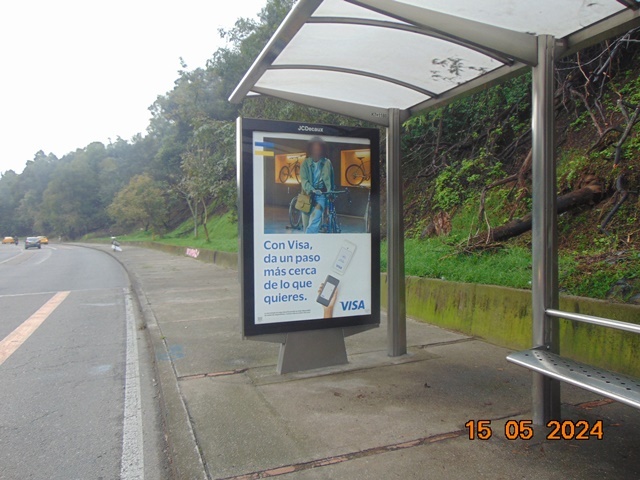 JCDecaux
Con Visa,
da un paso
más cerca
de lo que
quieres.
VISA
15 05 2024